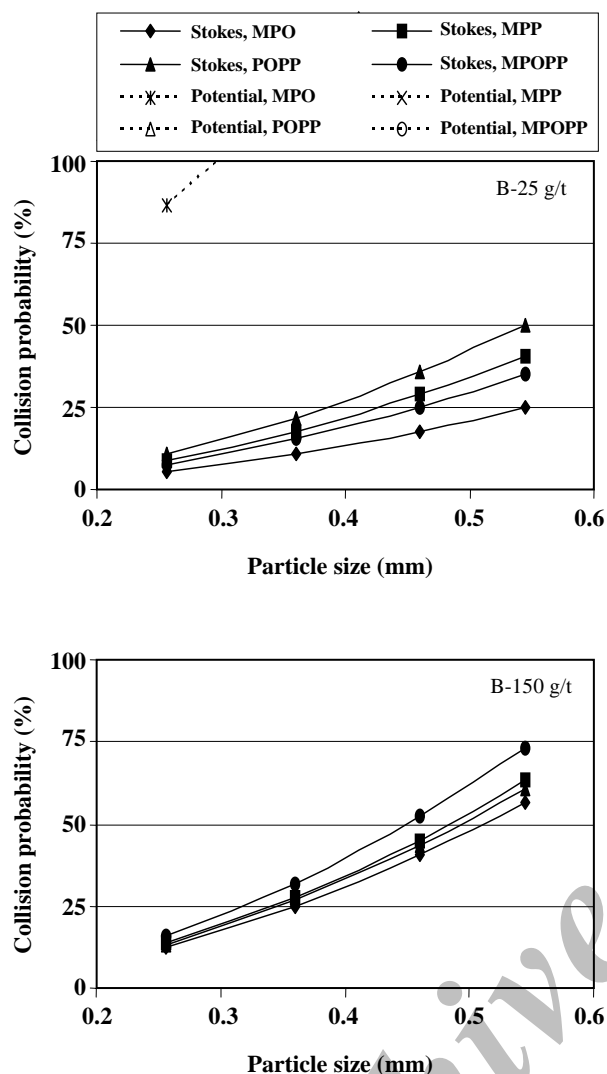 Stokes, MPO Stokes, MPP
Stokes, POPP Stokes, MPOPP
Potential, MPO Potential, MPP
Potential, POPP Potential, MPOPP
B-25 g/t
Collision probability (%)
100
75
50
25
0
0.2 0.3 0.4 0.5 0.6
Particle size (mm)
B-150 g/t
Collision probability (%)
100
75
50
25
0
0.2 0.3 0.4 0.5 0.6
Particle size (mm)